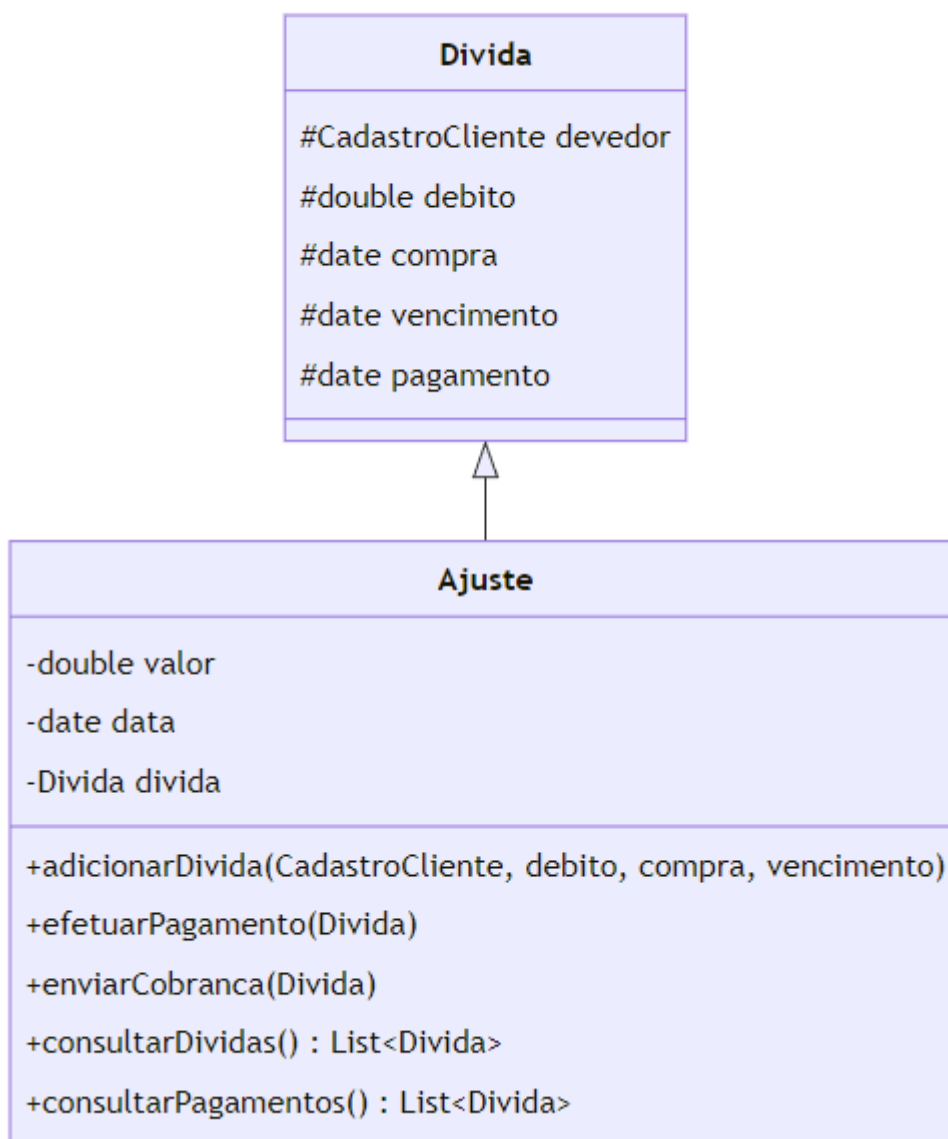 Divida
#CadastroCliente devedor
#double debito
#date compra
#date vencimento
#date pagamento
Ajuste
-double valor
-date data
-Divida divida
+adicionarDivida(CadastroCliente, debito, compra, vencimento)
+efetuarPagamento(Divida)
+enviarCobranca(Divida)
+consultarDividas() : List<Divida>
+consultarPagamentos() : List<Divida>